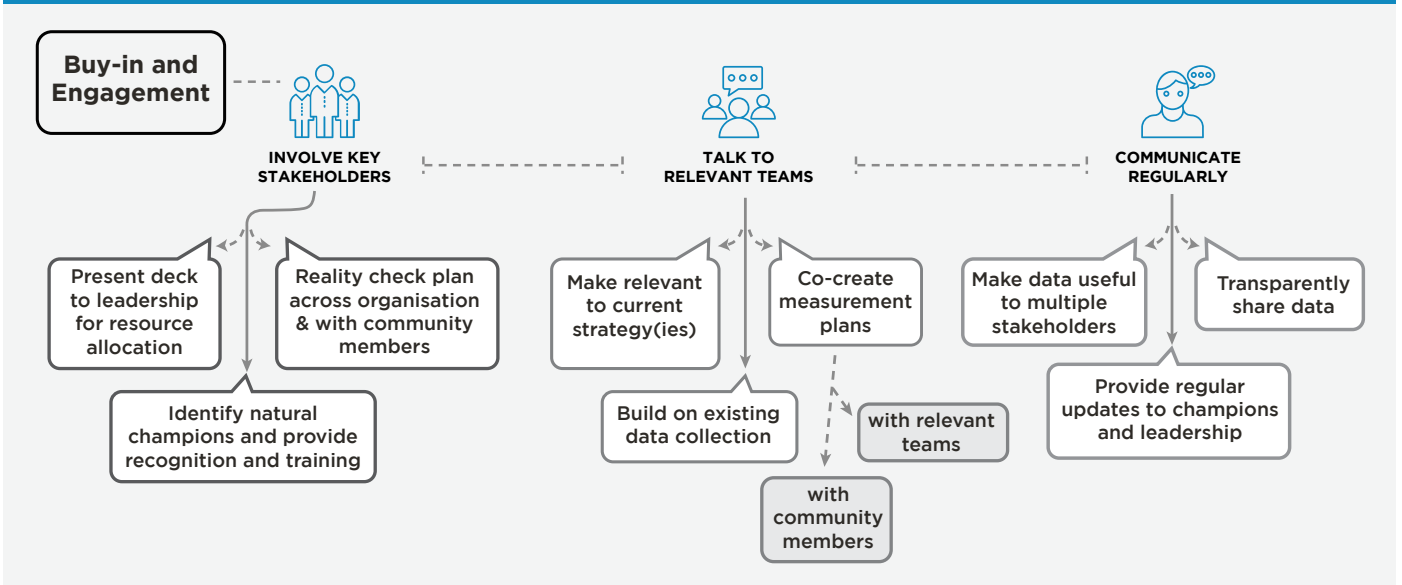 Buy-in and
Engagement
INVOLVE KEY
STAKEHOLDERS
TALK TO
RELEVANT TEAMS
COMMUNICATE
REGULARLY
Present deck
to leadership
for resource
allocation
Reality check plan
across organisation
& with community
members
Identify natural
champions and provide
recognition and training
Make relevant
to current
strategy(ies)
Co-create
measurement
plans
Build on existing
data collection
with relevant
teams
with
community
members
Make data useful
to multiple
stakeholders
Transparently
share data
Provide regular
updates to champions
and leadership